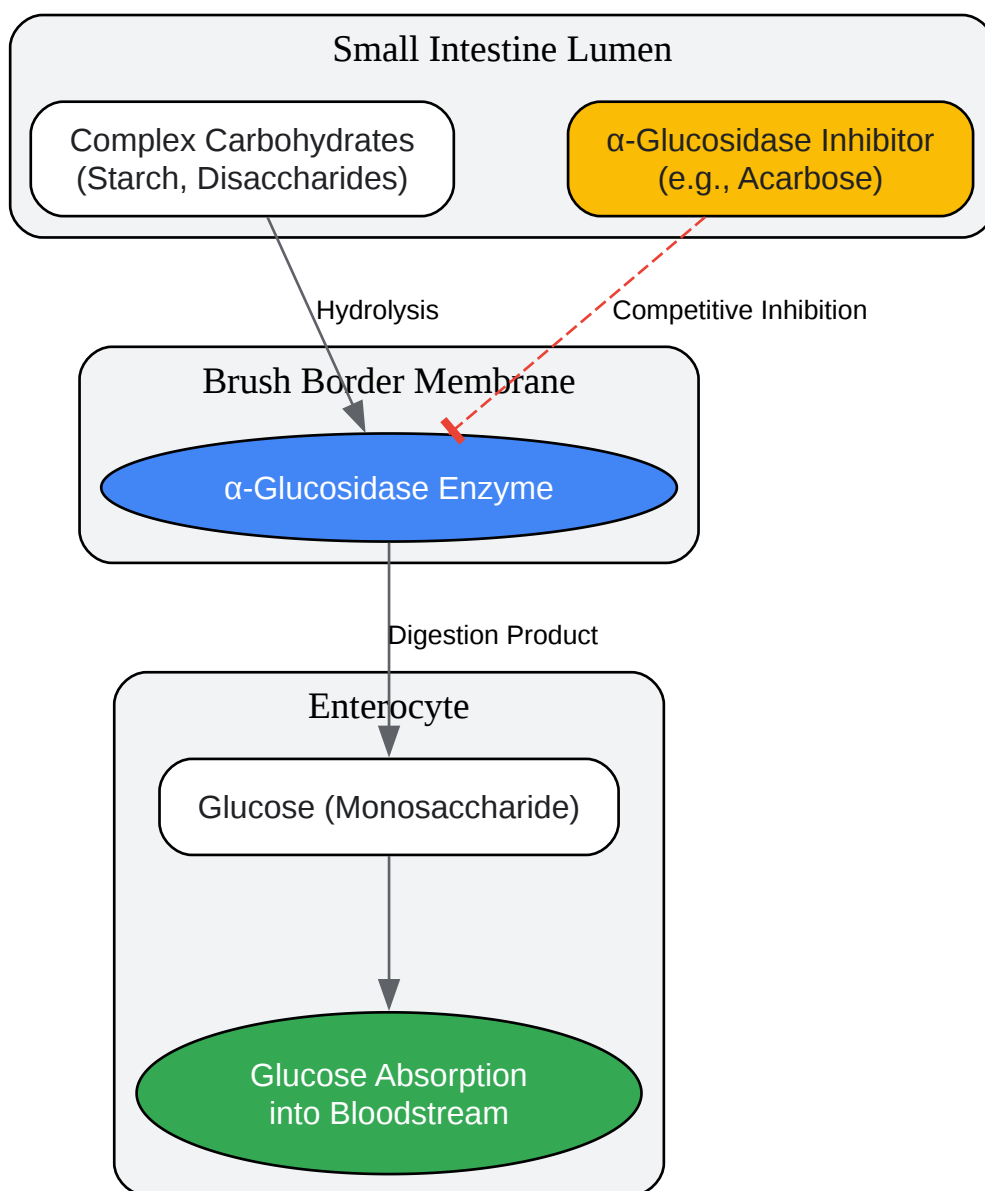 Small Intestine Lumen
Complex Carbohydrates
(Starch, Disaccharides)
α-Glucosidase Inhibitor
(e.g., Acarbose)
Hydrolysis
Competitive Inhibition
Brush Border Membrane
α-Glucosidase Enzyme
Digestion Product
Enterocyte
Glucose (Monosaccharide)
Glucose Absorption
into Bloodstream